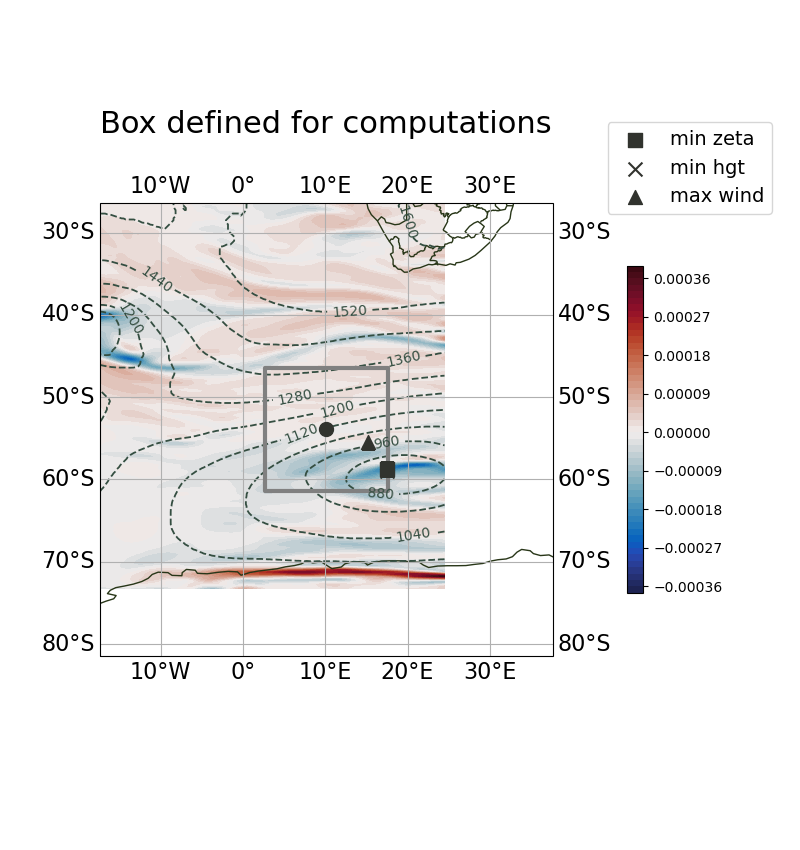 Box defined for computations
min zeta
min hgt
max wind
10°W 0° 10°E 20°E 30°E
30°S 30°S
40°S 40°S
50°S 50°S
60°S 60°S
70°S 70°S
80°S 80°S
10°W 0° 10°E 20°E 30°E
1600
1440
1200
1520
1360
1280
1200
1120
960
880
1040
0.00036
0.00027
0.00018
0.00009
0.00000
−0.00009
−0.00018
−0.00027
−0.00036